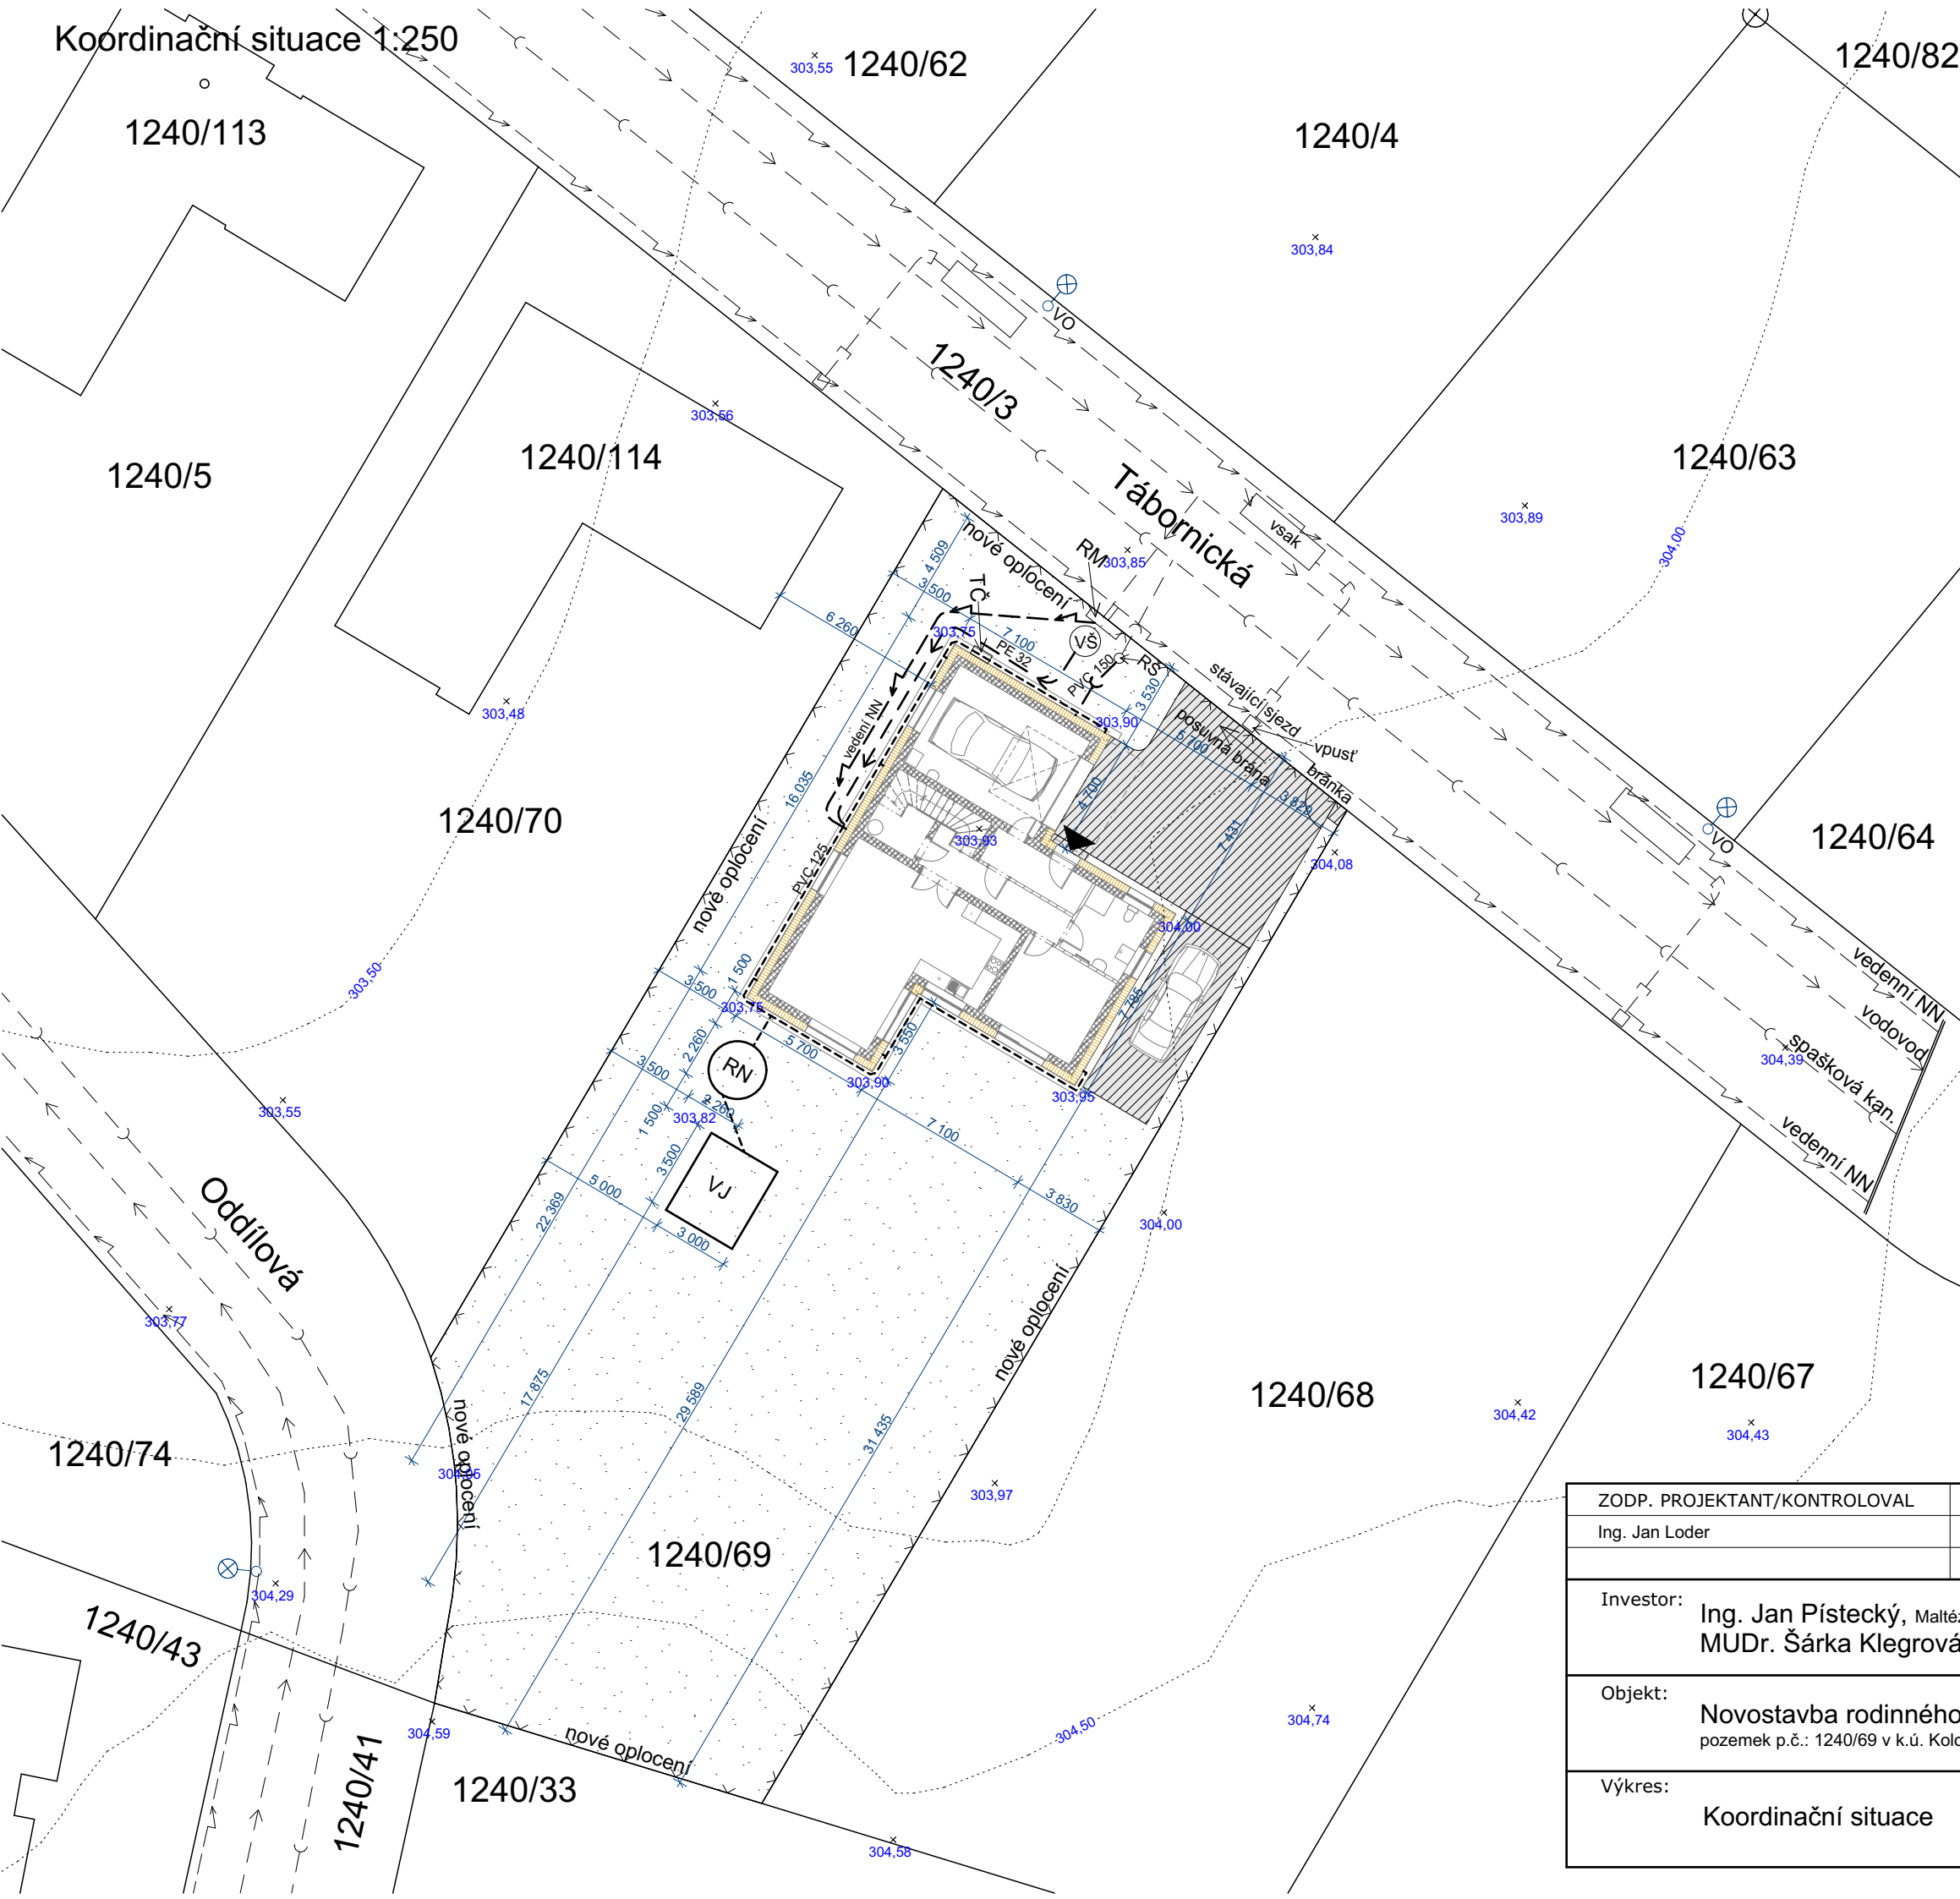 Koordinační situace 1:250
303,55
1240/62
1240/82
1240/113
1240/4
303,84
VO
1240/3
303,56
1240/5
1240/114
1240/63
Tábornická
303,89
304,00
vsak
nové oplocení
RM
303,85
4 509
3 500
TČ
6 260
303,75
7 100
PE 32
VŠ
PVC 150
RŠ
3 530
stávající sjezd
303,48
303,90
posuvná brána
5 700
vpusť
branka
3 829
vedení NN
16 035
4 700
7 431
1240/70
303,93
304,08
VO
1240/64
PVC 125
nové oplocení
304,00
303,50
3 500
1 500
303,75
7 785
vedenní NN
vodovod
spašková kan.
304,39
vedenní NN
2 260
5 700
3 550
3 500
RN
303,90
303,95
303,55
1 500
2 260
303,82
7 100
3 500
5 000
VJ
3 830
Oddílová
22 369
3 000
304,00
303,77
nové oplocení
17 875
29 589
31 435
1240/68
1240/67
304,42
304,43
1240/74
nové oplocení
304,05
303,97
1240/69
304,29
1240/43
304,59
nové oplocení
304,50
304,74
1240/41
1240/33
304,58
ZODP. PROJEKTANT/KONTROLOVAL
Ing. Jan Loder
Investor:
Ing. Jan Pístecký, Malté
MUDr. Šárka Klegrová
Objekt:
Novostavba rodinného
pozemek p.č.: 1240/69 v k.ú. Kolo
Výkres:
Koordinační situace